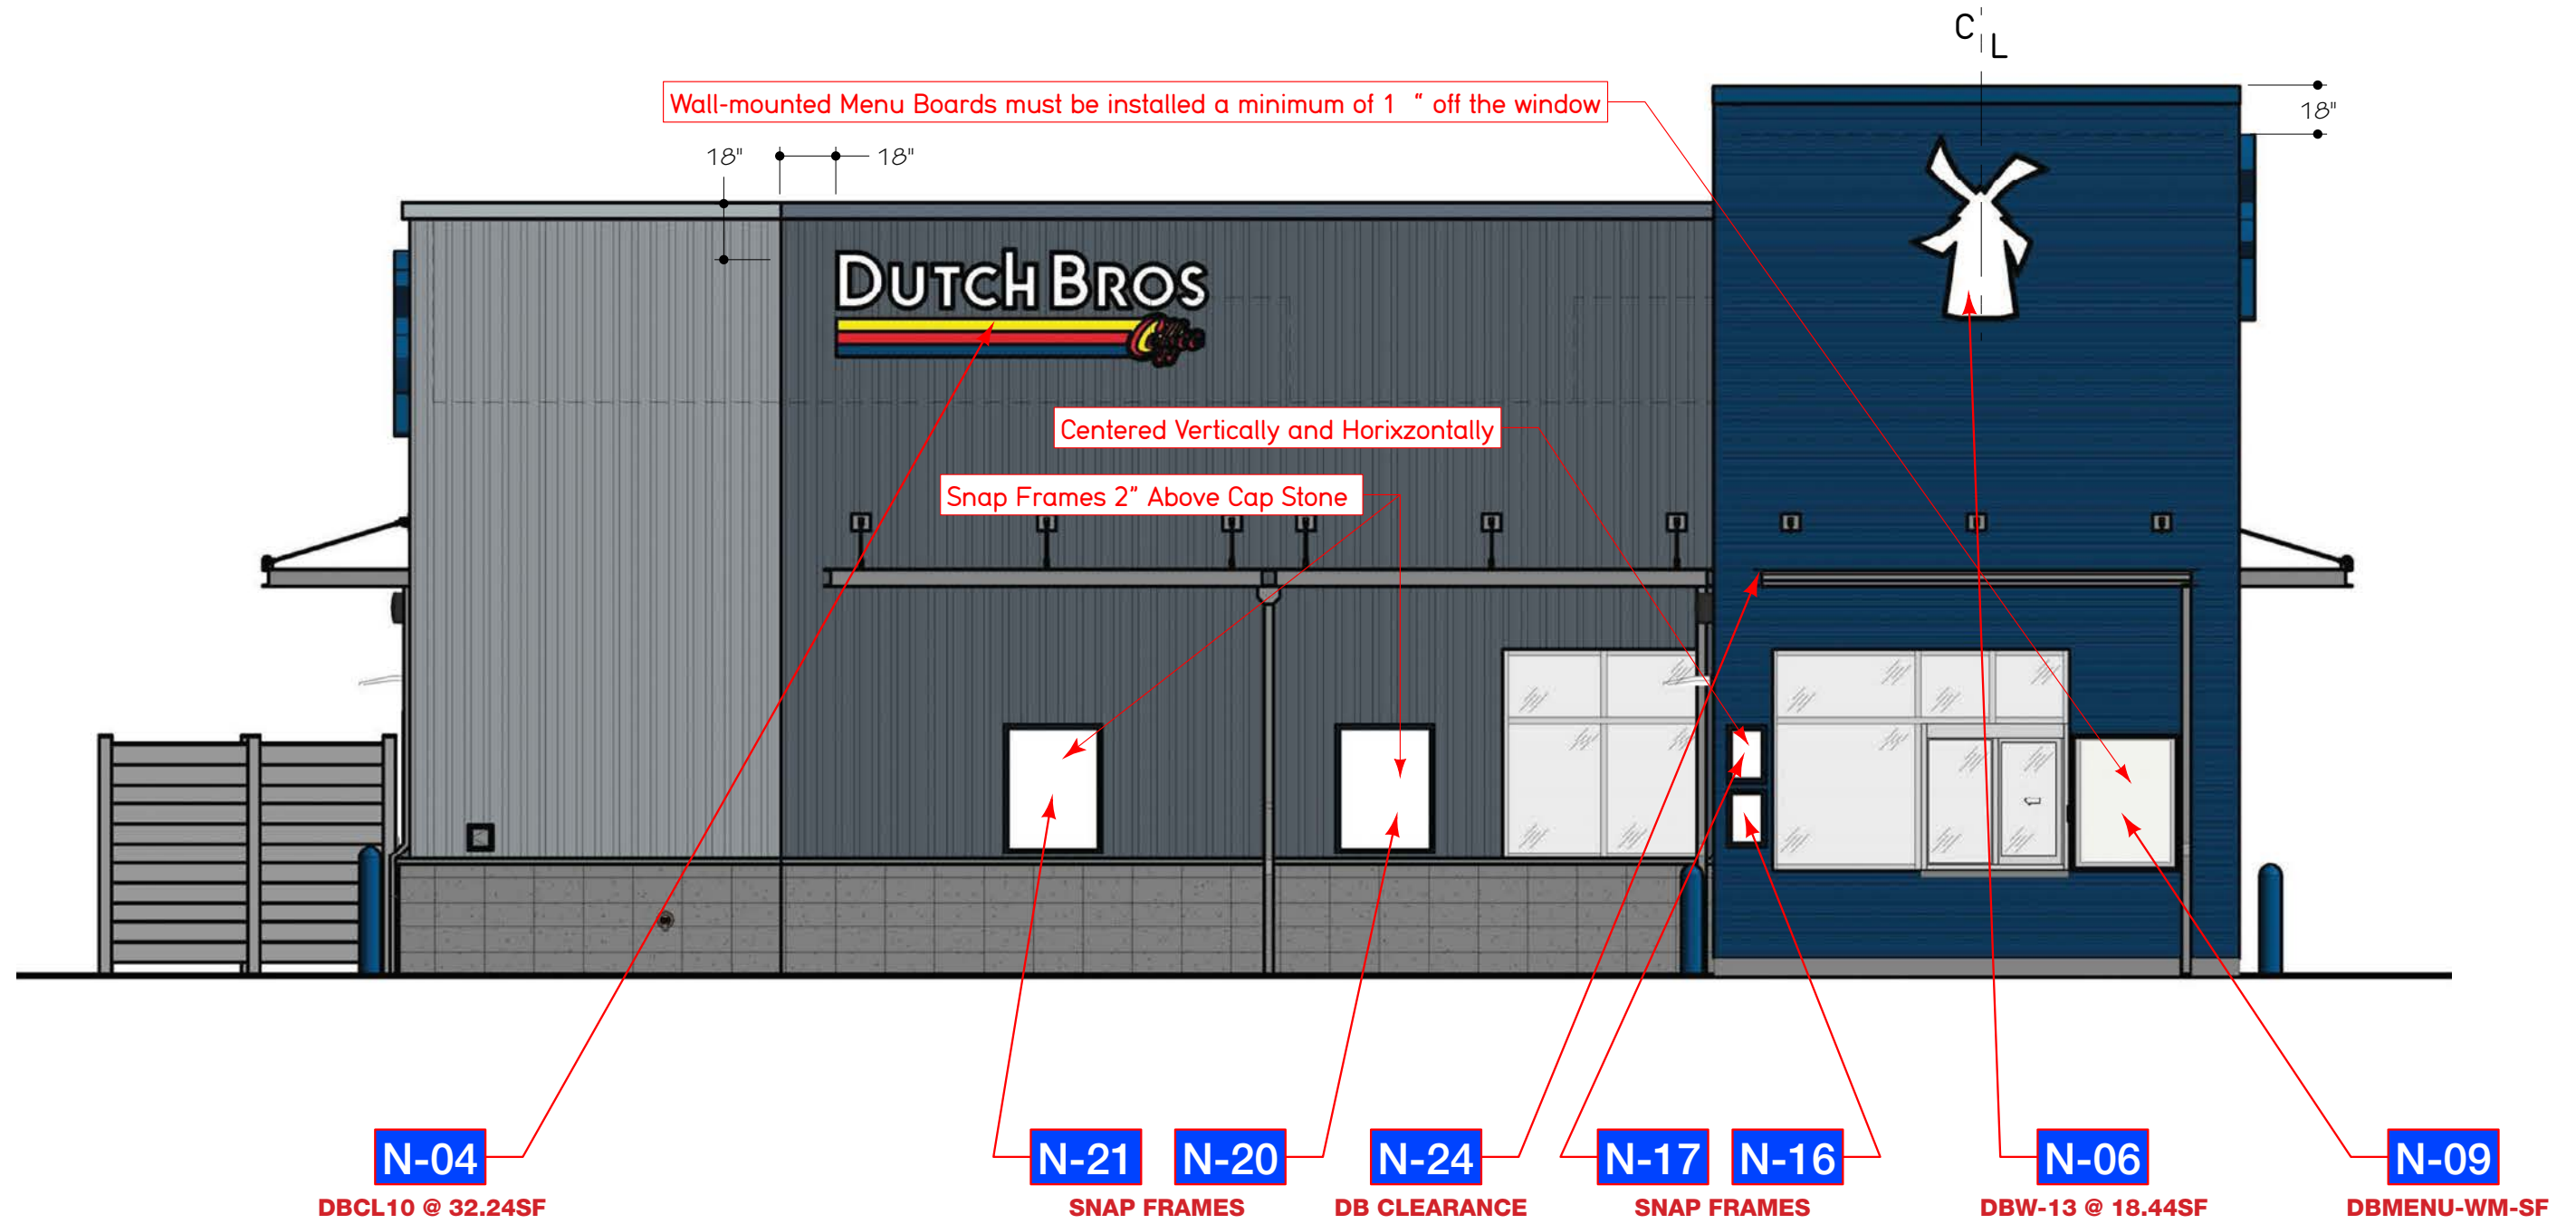 C L
Wall-mounted Menu Boards must be installed a minimum of 1 “ off the window
18"
18"
18"
DUTCH BROS
Coffee
Centered Vertically and Horixzontally
Snap Frames 2” Above Cap Stone
N-04
N-21
N-20
N-24
N-17
N-16
N-06
N-09
DBCL10 @ 32.24SF
SNAP FRAMES
DB CLEARANCE
SNAP FRAMES
DBW-13 @ 18.44SF
DBMENU-WM-SF